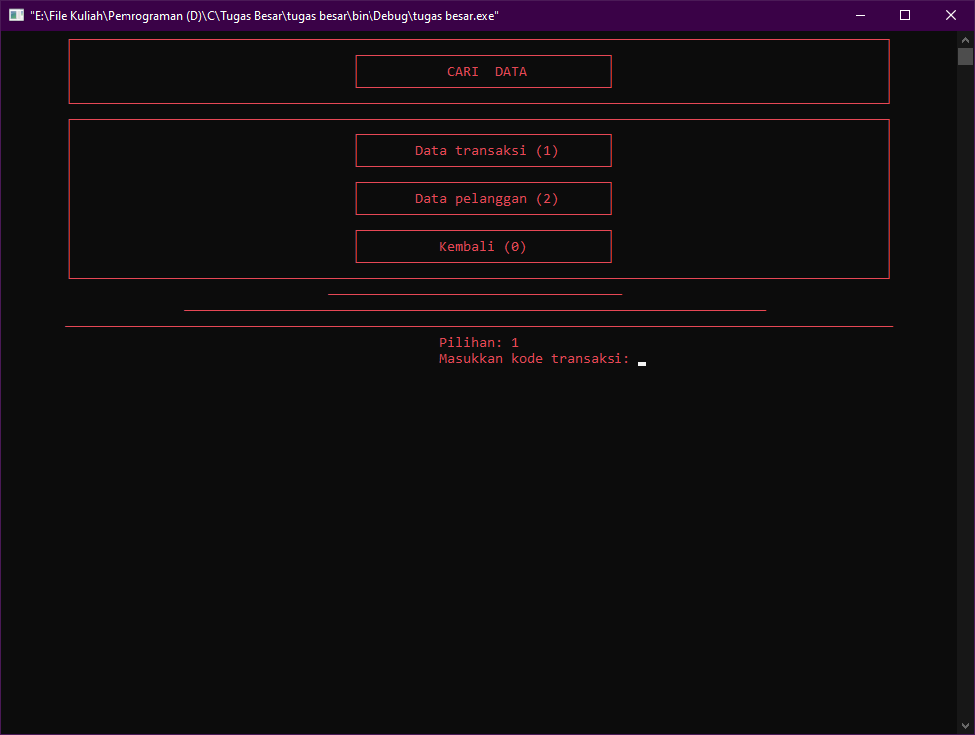 "E:\File Kuliah\Pemrograman (D)\C\Tugas Besar\tugas besar\bin\Debug\tugas besar.exe"
CARI  DATA
Data transaksi (1)
Data pelanggan (2)
Kembali (0)
Pilihan: 1
Masukkan kode transaksi: